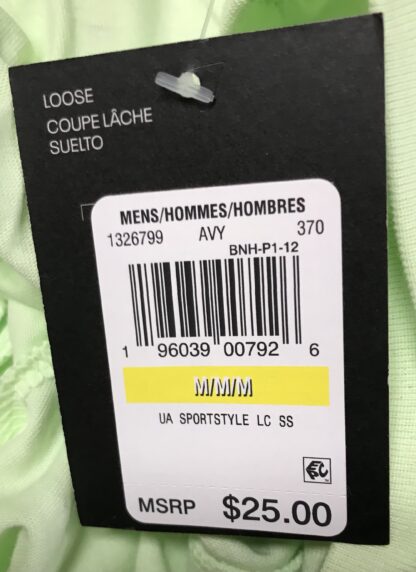 LOOSE
COUPE LÂCHE
SUELTO
MENS/HOMMES/HOMBRES
1326799 AVY 370
BNH-P1-12
1 96039 00792 6
M/M/M
UA SPORTSTYLE LC SS
MSRP $25.00